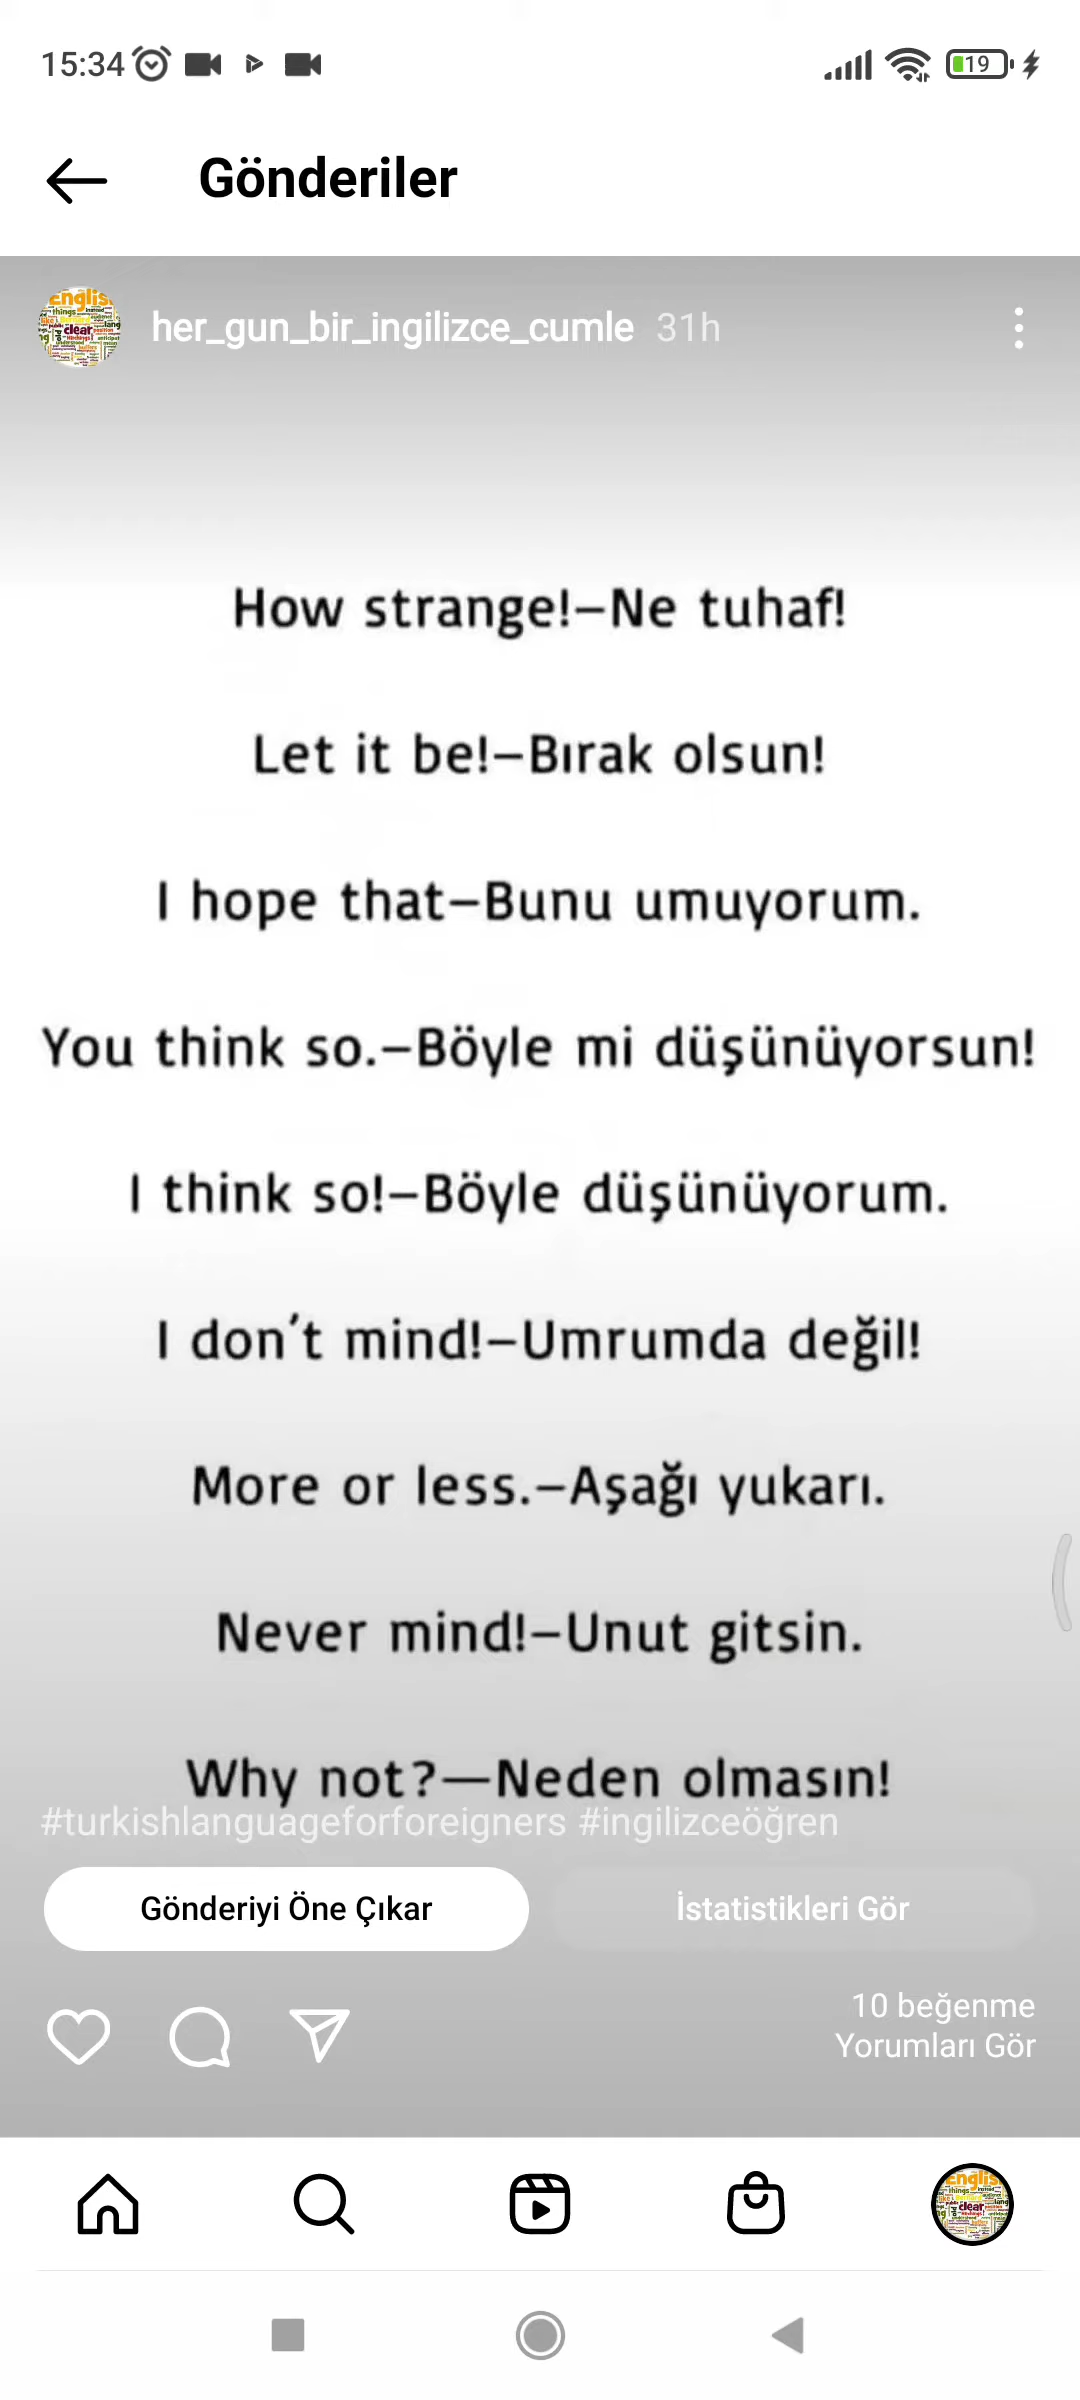 15:34
19
Gönderiler
her_gun_bir_ingilizce_cumle 31h
How strange!–Ne tuhaf!
Let it be!–Bırak olsun!
I hope that–Bunu umuyorum.
You think so.–Böyle mi düşünüyorsun!
I think so!–Böyle düşünüyorum.
I don't mind!–Umrumda değil!
More or less.–Aşağı yukarı.
Never mind!–Unut gitsin.
Why not?—Neden olmasın!
#turkishlanguageforforeigners #ingilizceöğren
Gönderiyi Öne Çıkar
İstatistikleri Gör
10 beğenme
Yorumları Gör